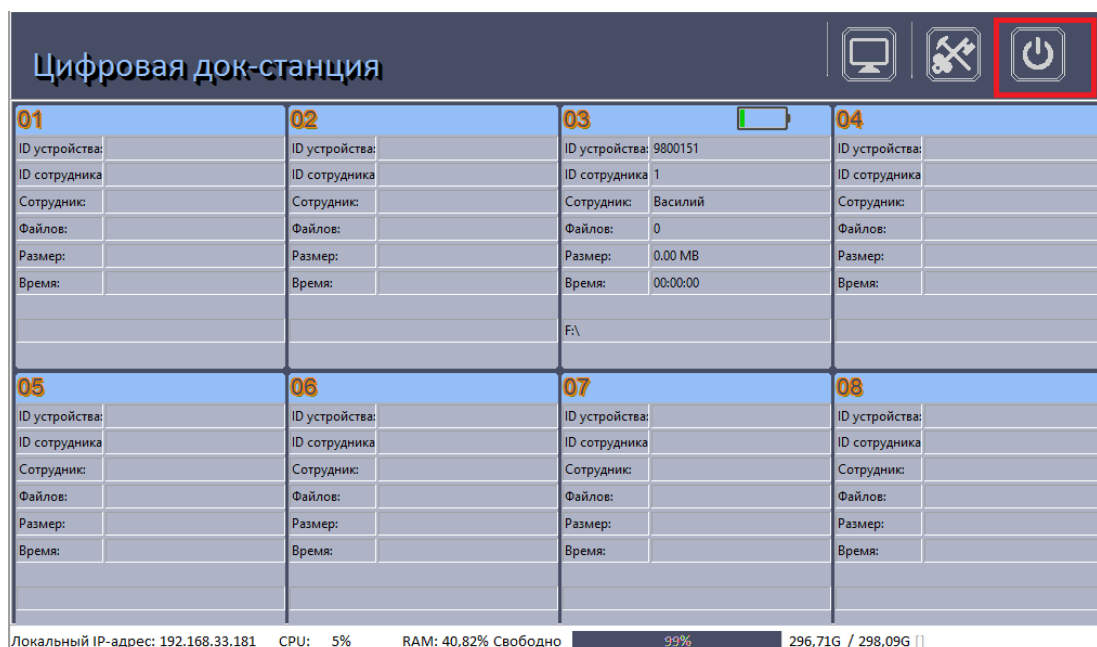 Цифровая док-станция
01 02 03 04
ID устройства: ID устройства: ID устройства: 9800151 ID устройства:
ID сотрудника ID сотрудника ID сотрудника 1 ID сотрудника
Сотрудник: Сотрудник: Сотрудник: Василий Сотрудник:
Файлов: Файлов: Файлов: 0 Файлов:
Размер: Размер: Размер: 0.00 MB Размер:
Время: Время: Время: 00:00:00 Время:
F:\
05 06 07 08
ID устройства: ID устройства: ID устройства: ID устройства:
ID сотрудника ID сотрудника ID сотрудника ID сотрудника
Сотрудник: Сотрудник: Сотрудник: Сотрудник:
Файлов: Файлов: Файлов: Файлов:
Размер: Размер: Размер: Размер:
Время: Время: Время: Время:
Локальный IP-адрес: 192.168.33.181 CPU: 5% RAM: 40,82% Свободно 99% 296,71G / 298,09G []